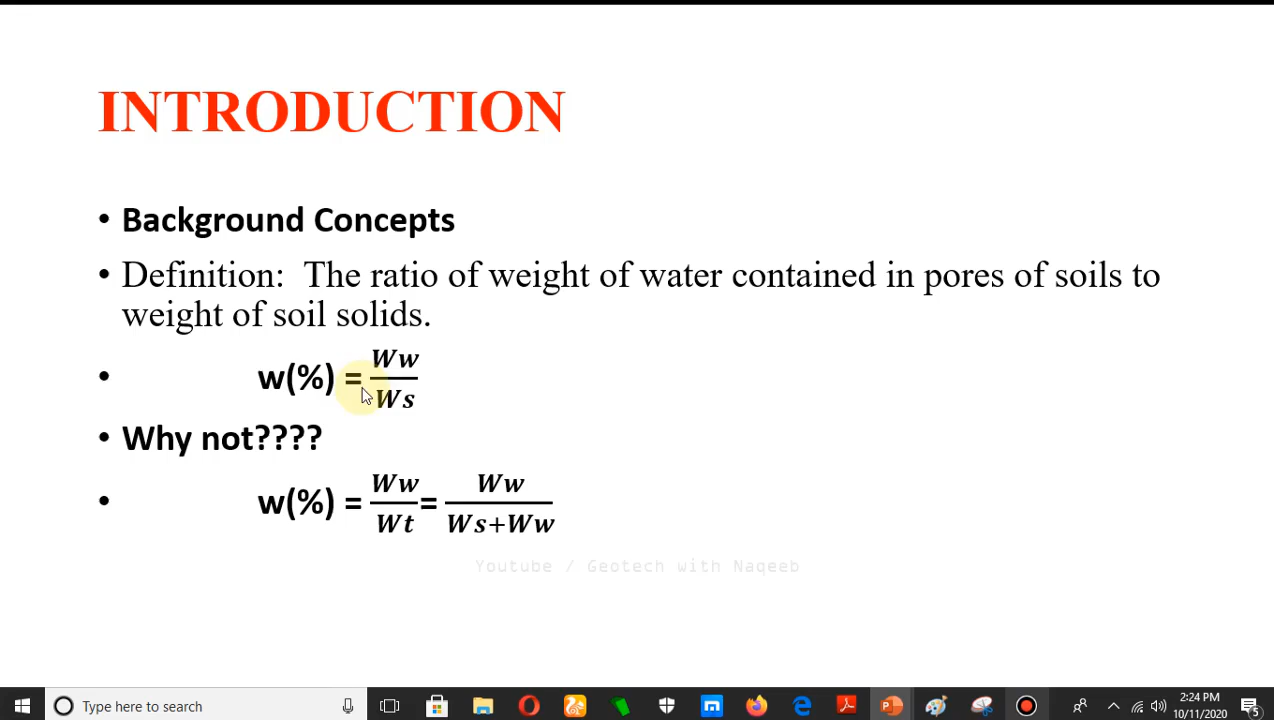 INTRODUCTION
• Background Concepts
• Definition: The ratio of weight of water contained in pores of soils to
weight of soil solids.
• w(%) = Ww/Ws
• Why not????
• w(%) = Ww/Wt = Ww/Ws+Ww
Youtube / Geotech with Naqeeb
Type here to search
2:24 PM
10/11/2020
5